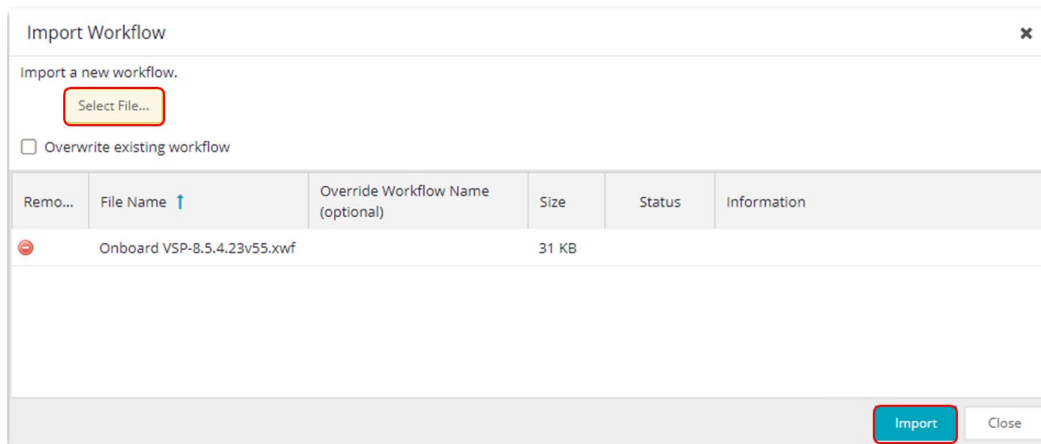 Import Workflow
Import a new workflow.
Select File...
Overwrite existing workflow
Remo... File Name Override Workflow Name (optional) Size Status Information
Onboard VSP-8.5.4.23v55.xwf 31 KB
Import Close